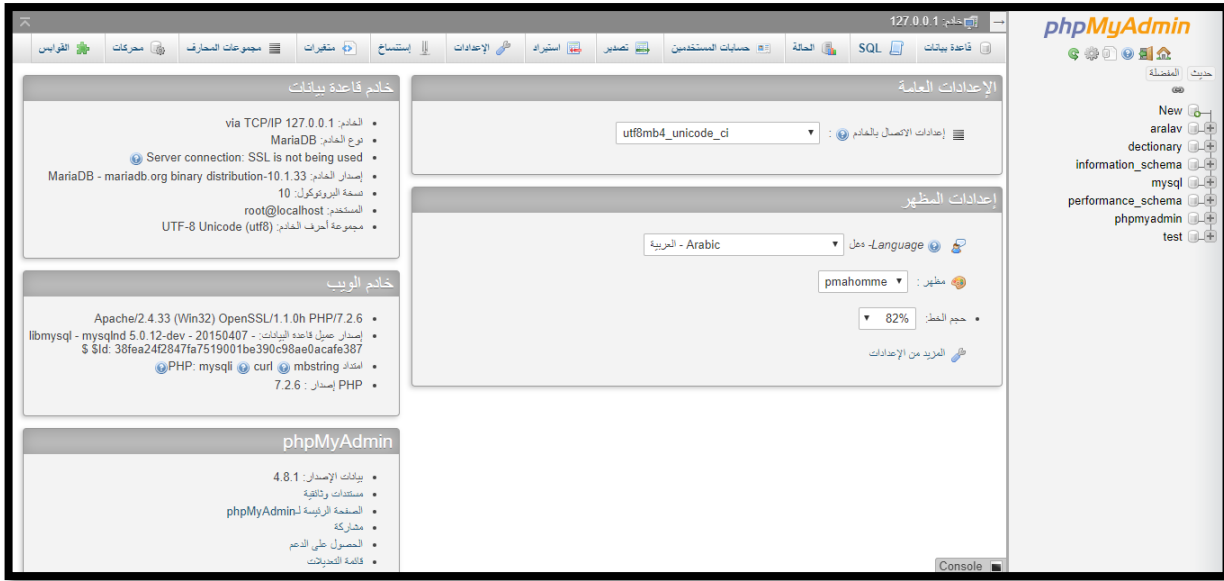 خادم: 127.0.0.1
قاعدة بيانات
SQL
الحالة
حسابات المستخدمين
تصدير
استيراد
الإعدادات
إستنساخ
متغيرات
مجموعات المحارف
محركات
القوابس
phpMyAdmin
حديث
المفضلة
New
aralav
dectionary
information_schema
mysql
performance_schema
phpmyadmin
test
الإعدادات العامة
إعدادات الاتصال بالخادم :
utf8mb4_unicode_ci
إعدادات المظهر
Language
العربية - Arabic
مظهر :
pmahomme
حجم الخط:
82%
المزيد من الإعدادات
خادم قاعدة بيانات
الخادم: 127.0.0.1 via TCP/IP
نوع الخادم: MariaDB
Server connection: SSL is not being used
إصدار الخادم: 10.1.33-MariaDB - mariadb.org binary distribution
نسخة البروتوكول: 10
المستخدم: root@localhost
مجموعة أحرف الخادم: UTF-8 Unicode (utf8)
خادم الويب
Apache/2.4.33 (Win32) OpenSSL/1.1.0h PHP/7.2.6
إصدار عميل قاعده البيانات: libmysql - mysqlnd 5.0.12-dev - 20150407 -
$Id: 38fea24f2847fa7519001be390c98ae0acafe387 $
امتداد PHP: mysqli curl mbstring
PHP إصدار : 7.2.6
phpMyAdmin
بيانات الإصدار: 4.8.1
مستندات وثائقية
الصفحة الرئيسة لـphpMyAdmin
مشاركة
الحصول على الدعم
قائمة التعديلات
Console